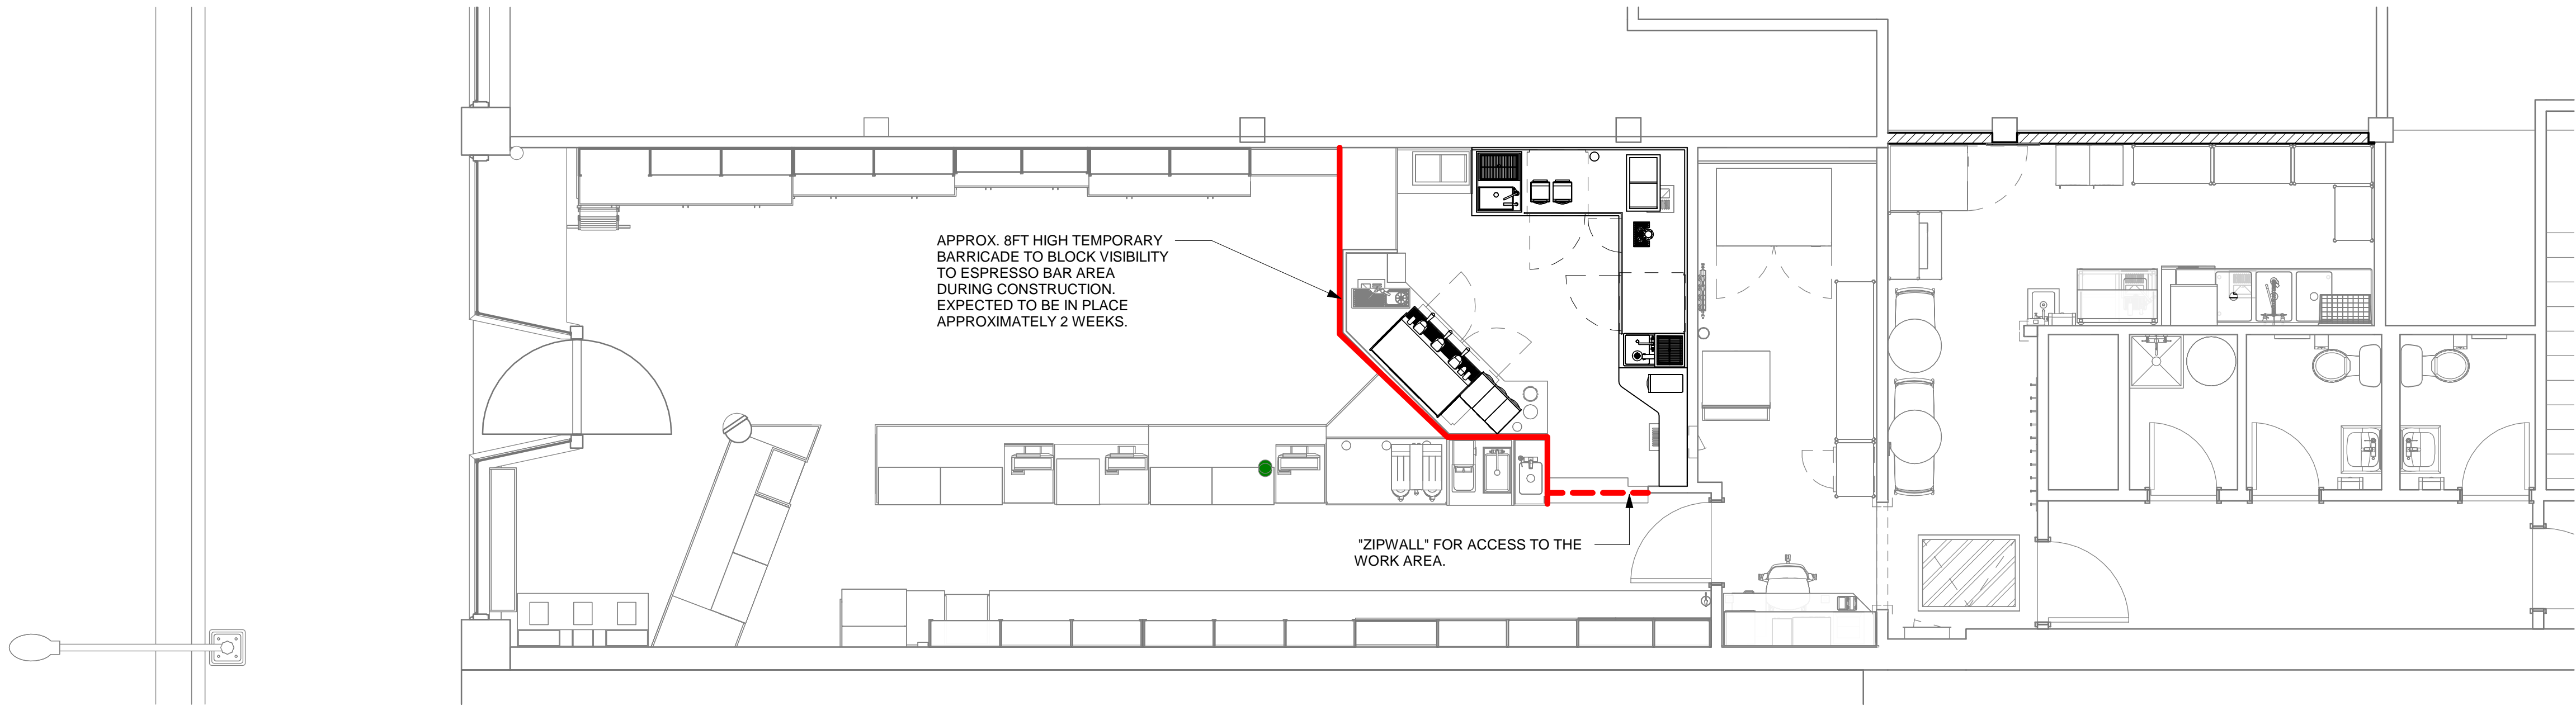 APPROX. 8FT HIGH TEMPORARY
BARRICADE TO BLOCK VISIBILITY
TO ESPRESSO BAR AREA
DURING CONSTRUCTION.
EXPECTED TO BE IN PLACE
APPROXIMATELY 2 WEEKS.
"ZIPWALL" FOR ACCESS TO THE
WORK AREA.